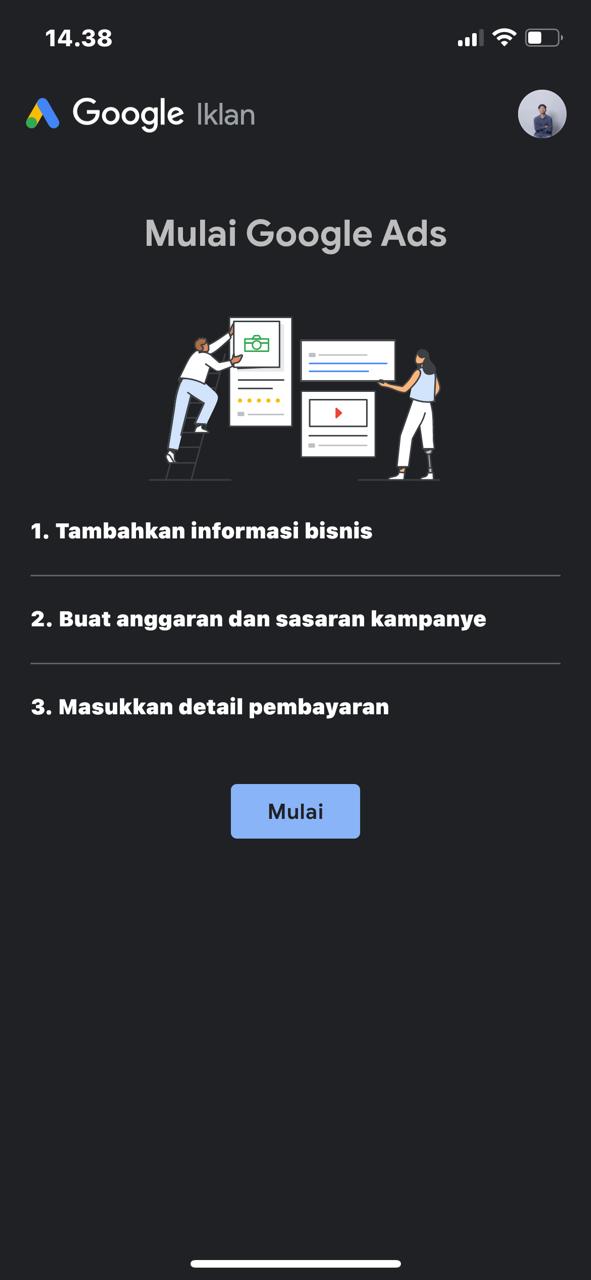 14.38
Google Iklan
Mulai Google Ads
1. Tambahkan informasi bisnis
2. Buat anggaran dan sasaran kampanye
3. Masukkan detail pembayaran
Mulai